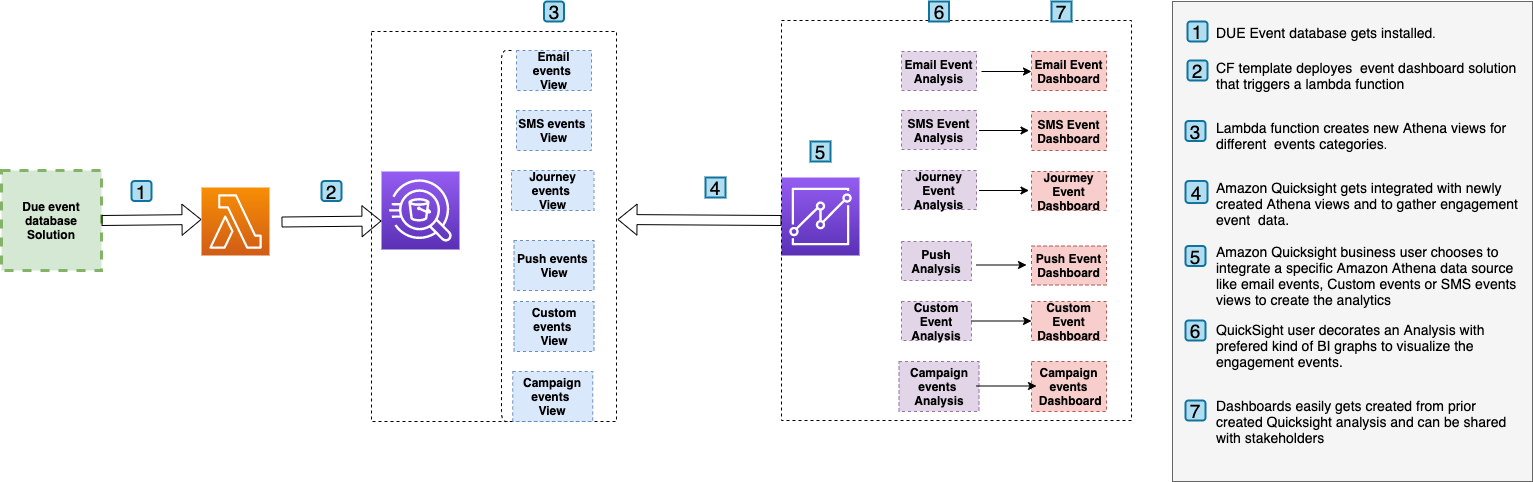 3
6
7
Email
events
View
SMS events
View
Journey
events
View
Push events
View
Custom
events
View
Campaign
events
View
Due event
database
Solution
1
2
4
5
Email Event
Analysis
Email Event
Dashboard
SMS Event
Analysis
SMS Event
Dashboard
Journey
Event
Analysis
Journey
Event
Dashboard
Push
Analysis
Push Event
Dashboard
Custom
Event
Analysis
Custom
Event
Dashboard
Campaign
events
Analysis
Campaign
events
Dashboard
1 DUE Event database gets installed.
2 CF template deployes event dashboard solution
that triggers a lambda function
3 Lambda function creates new Athena views for
different events categories.
4 Amazon Quicksight gets integrated with newly
created Athena views and to gather engagement
event data.
5 Amazon Quicksight business user chooses to
integrate a specific Amazon Athena data source
like email events, Custom events or SMS events
views to create the analytics
6 QuickSight user decorates an Analysis with
prefered kind of BI graphs to visualize the
engagement events.
7 Dashboards easily gets created from prior
created Quicksight analysis and can be shared
with stakeholders